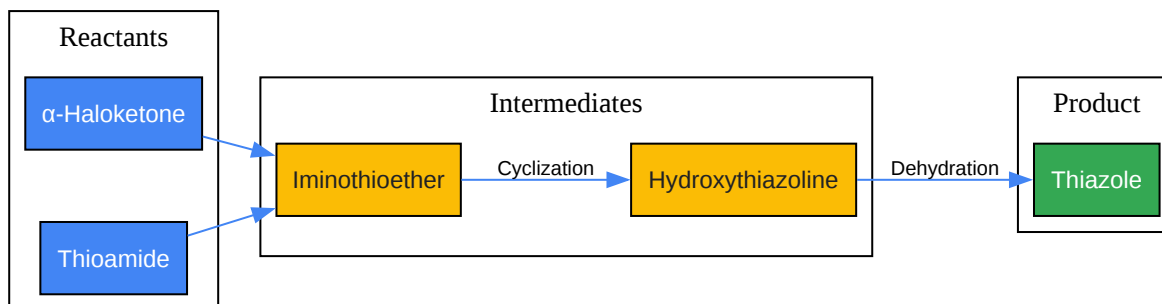 Reactants
α-Haloketone
Thioamide
Intermediates
Iminothioether
Cyclization
Hydroxythiazoline
Dehydration
Product
Thiazole